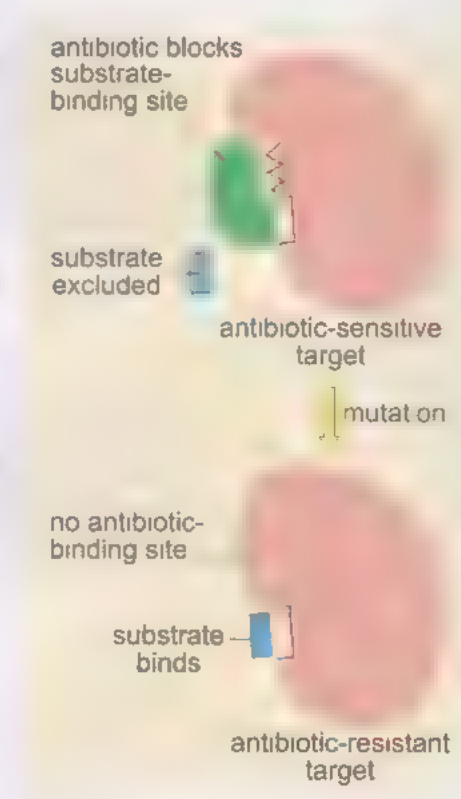 antibiotic blocks
substrate-
binding site
substrate
excluded
antibiotic-sensitive
target
mutation
no antibiotic-
binding site
substrate
binds
antibiotic-resistant
target